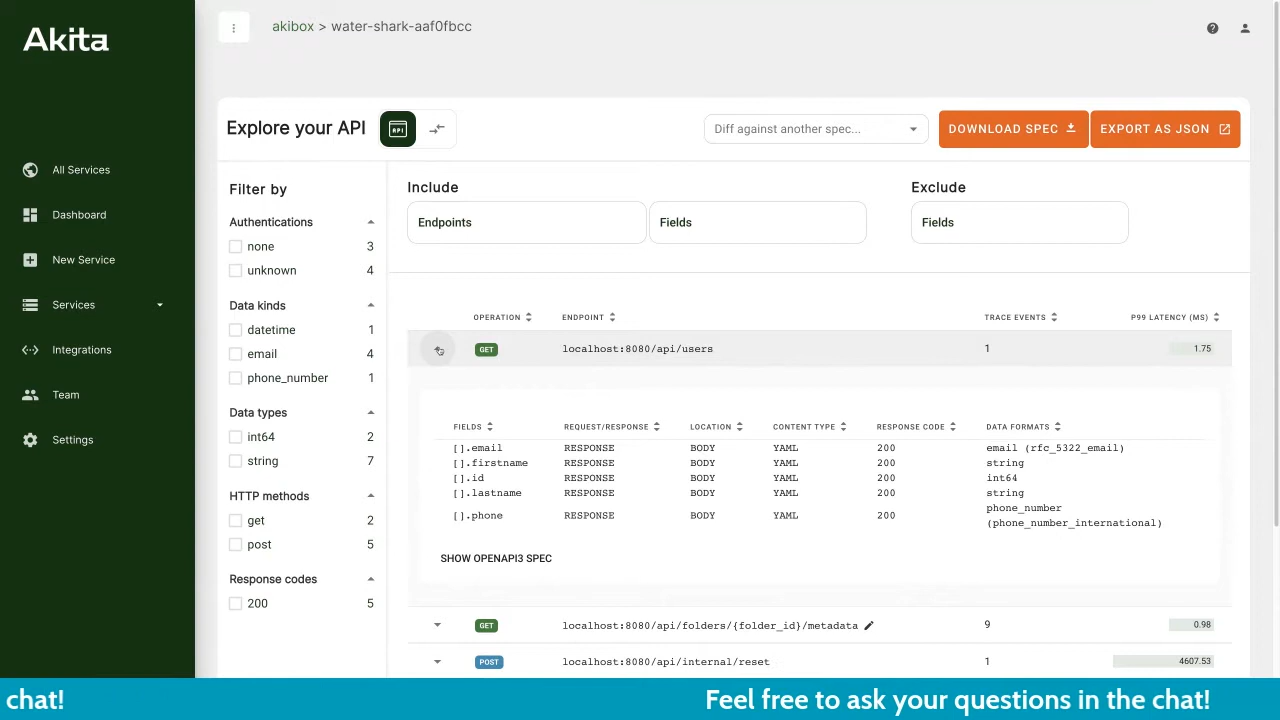 Akita
akibox > water-shark-aaf0fbcc
All Services
Dashboard
New Service
Services
Integrations
Team
Settings
Explore your API
API
Diff against another spec...
DOWNLOAD SPEC
EXPORT AS JSON
Filter by
Authentications
none 3
unknown 4
Data kinds
datetime 1
email 4
phone_number 1
Data types
int64 2
string 7
HTTP methods
get 2
post 5
Response codes
200 5
Include
Exclude
Endpoints
Fields
Fields
OPERATION ENDPOINT TRACE EVENTS P99 LATENCY (MS)
GET localhost:8080/api/users 1 1.75
FIELDS REQUEST/RESPONSE LOCATION CONTENT TYPE RESPONSE CODE DATA FORMATS
[].email RESPONSE BODY YAML 200 email (rfc_5322_email)
[].firstname RESPONSE BODY YAML 200 string
[].id RESPONSE BODY YAML 200 int64
[].lastname RESPONSE BODY YAML 200 string
[].phone RESPONSE BODY YAML 200 phone_number
(phone_number_international)
SHOW OPENAPI3 SPEC
GET localhost:8080/api/folders/{folder_id}/metadata 9 0.98
POST localhost:8080/api/internal/reset 1 4607.53
chat! Feel free to ask your questions in the chat!